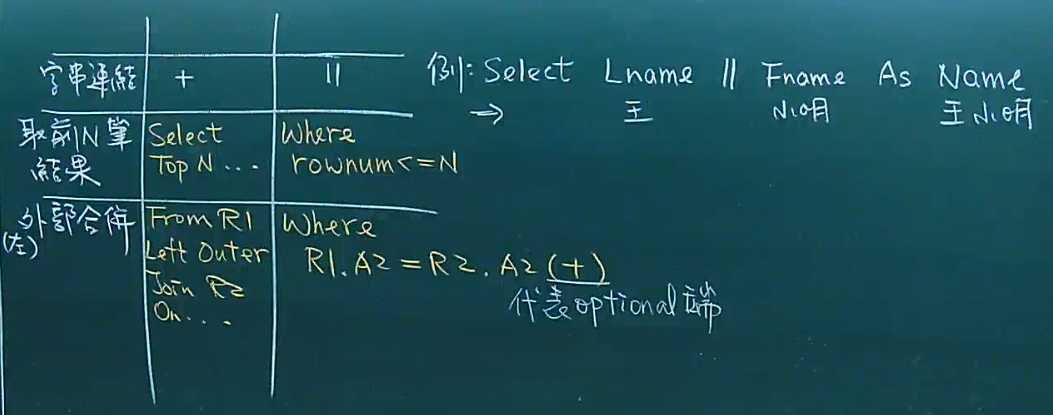 字串連結 + || 例: Select Lname || Fname As Name
⇒ 王 小明 王小明
取前N筆 Select Where
結果 Top N ... rownum<=N
外部合併 From R1 Where
(左) Left Outer R1.A2 = R2.A2 (+)
Join R2 代表optional端
On ...